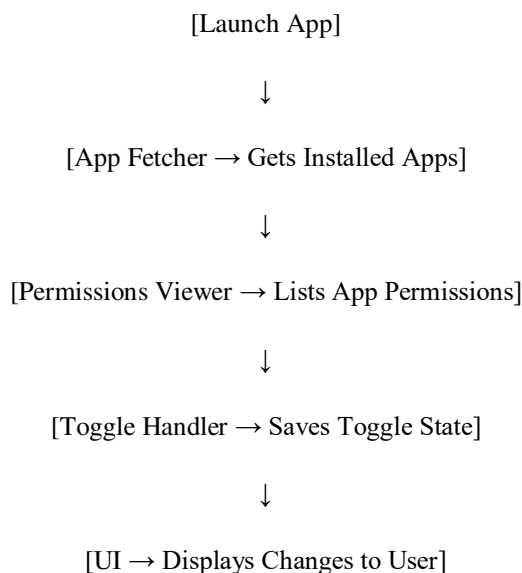 [Launch App]
↓
[App Fetcher → Gets Installed Apps]
↓
[Permissions Viewer → Lists App Permissions]
↓
[Toggle Handler → Saves Toggle State]
↓
[UI → Displays Changes to User]